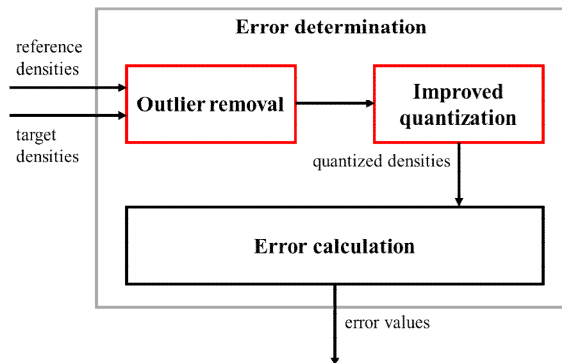 Error determination
reference
densities
Outlier removal
Improved
quantization
target
densities
quantized densities
Error calculation
error values